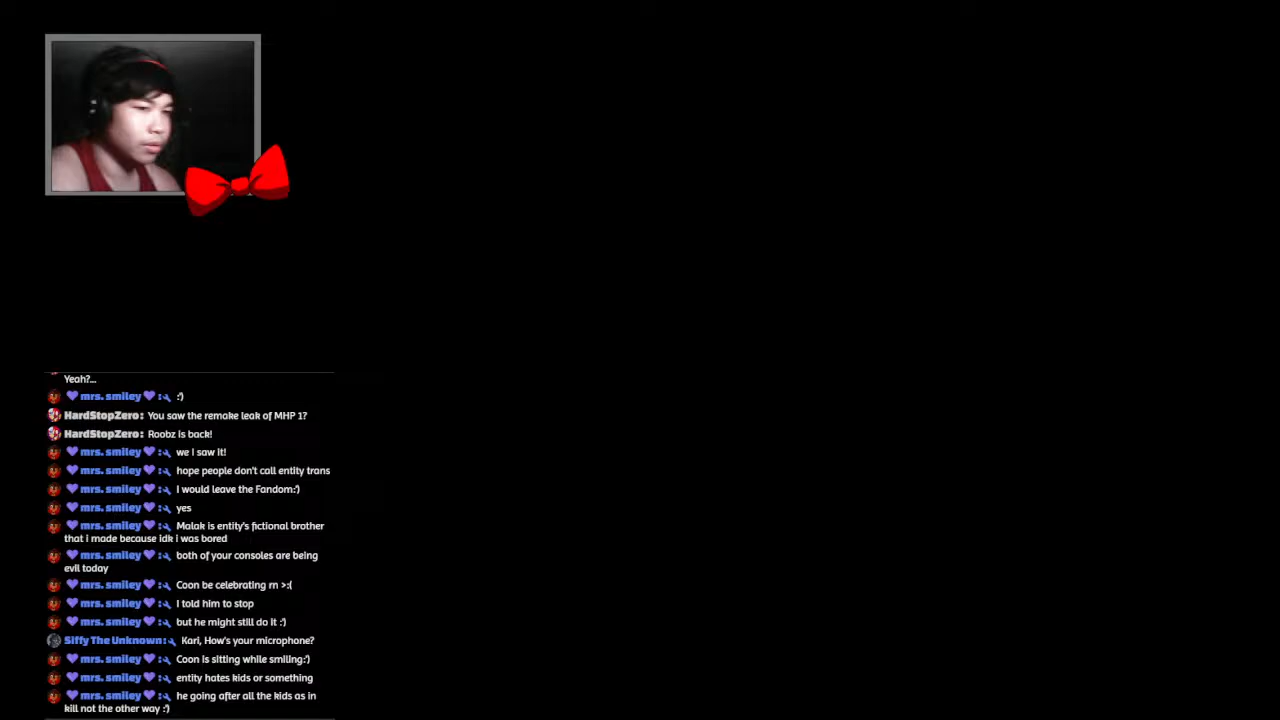 Yeah?...
mrs. smiley: :')
HardStopZero: You saw the remake leak of MHP 1?
HardStopZero: Roobz is back!
mrs. smiley: we i saw it!
mrs. smiley: hope people don't call entity trans
mrs. smiley: I would leave the Fandom:')
mrs. smiley: yes
mrs. smiley: Malak is entity's fictional brother
that i made because idk i was bored
mrs. smiley: both of your consoles are being
evil today
mrs. smiley: Coon be celebrating rn >:(
mrs. smiley: I told him to stop
mrs. smiley: but he might still do it :')
Siffy The Unknown: Kari, How's your microphone?
mrs. smiley: Coon is sitting while smiling:')
mrs. smiley: entity hates kids or something
mrs. smiley: he going after all the kids as in
kill not the other way :')